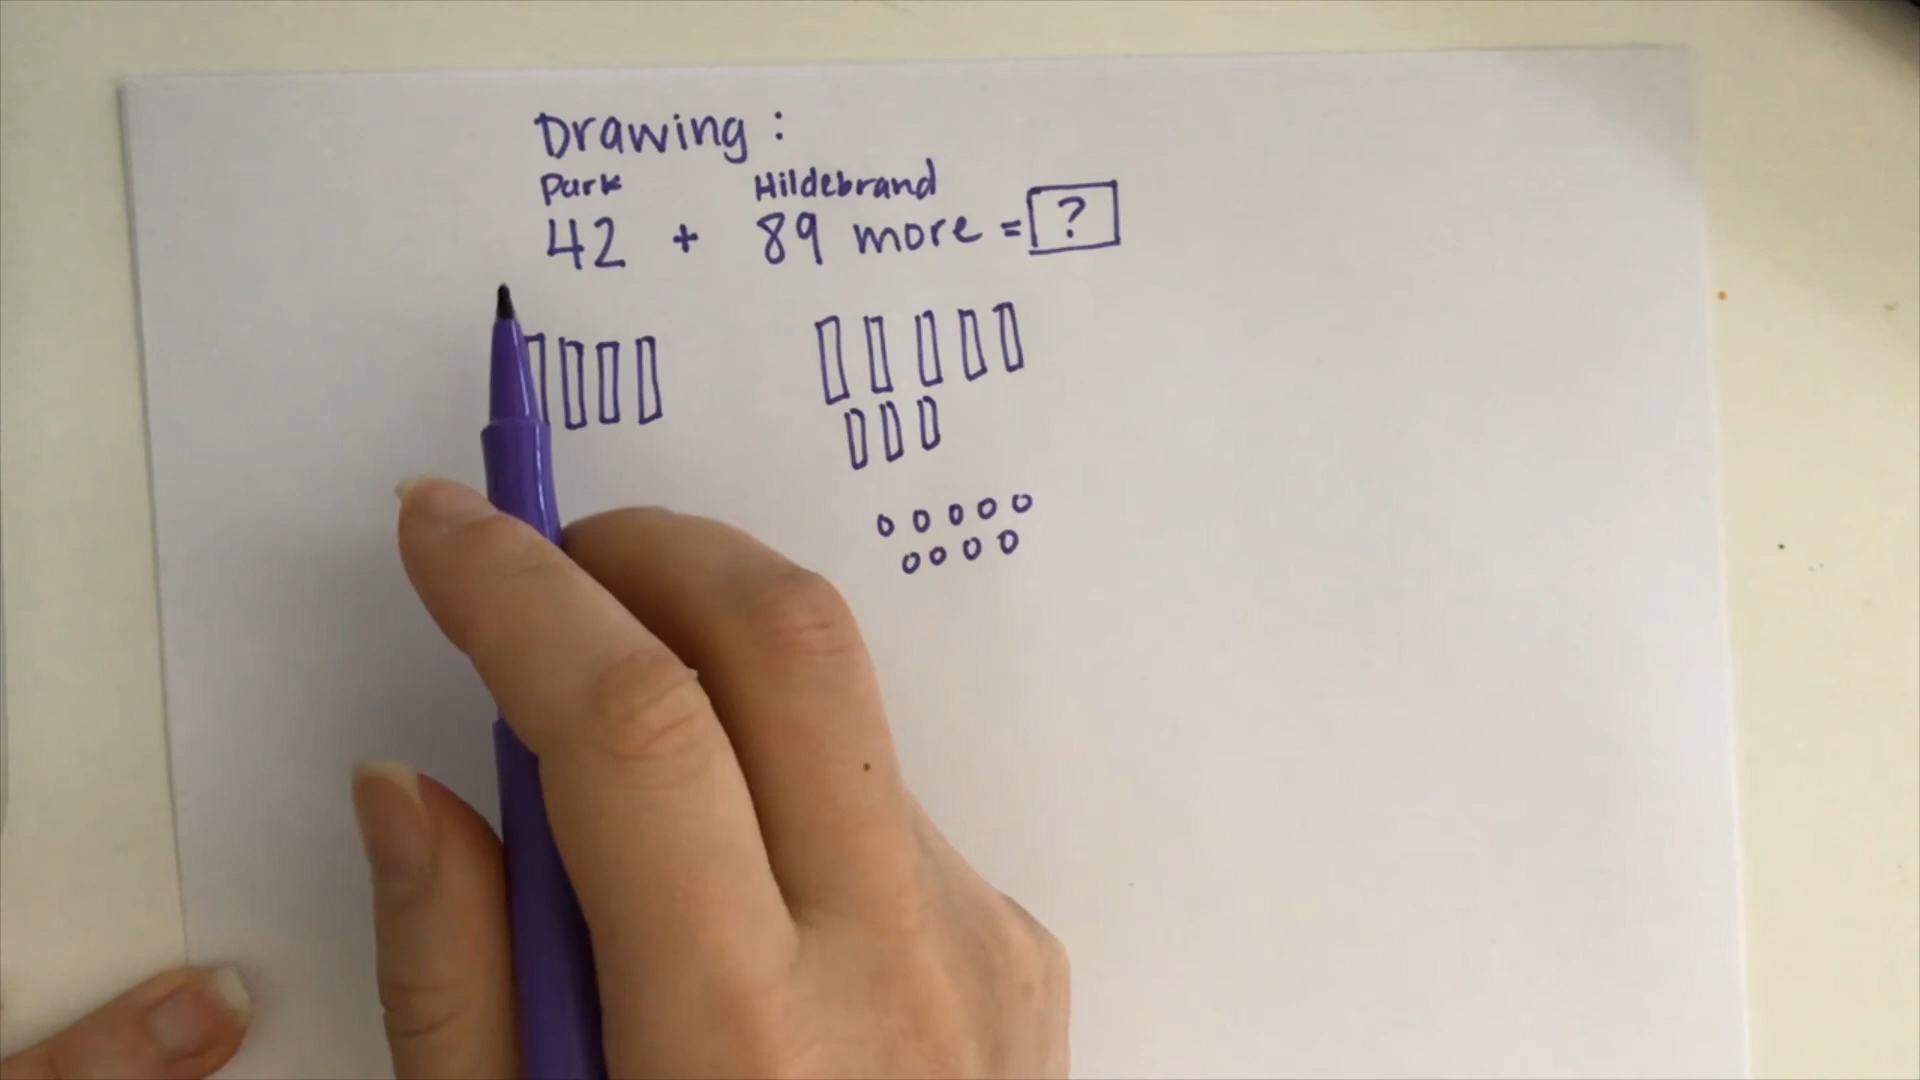 Drawing :
Park Hildebrand
42 + 89 more = ?